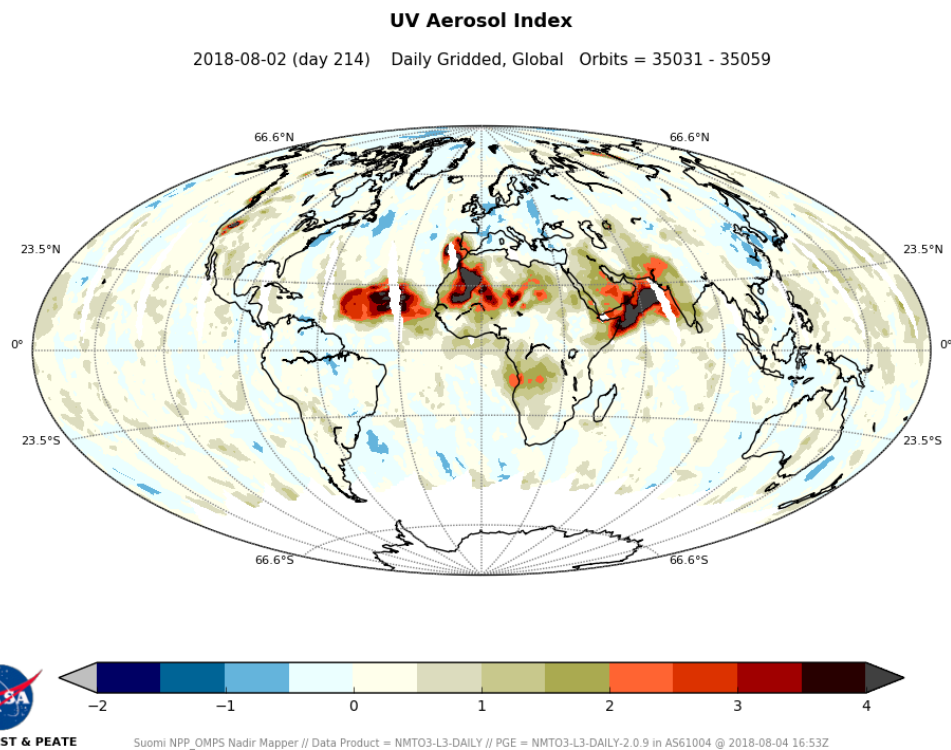 UV Aerosol Index
2018-08-02 (day 214) Daily Gridded, Global Orbits = 35031 - 35059
66.6°N 66.6°N
23.5°N 23.5°N
0° 0°
23.5°S 23.5°S
66.6°S 66.6°S
−2 −1 0 1 2 3 4
SA
ST & PEATE
Suomi NPP_OMPS Nadir Mapper // Data Product = NMTO3-L3-DAILY // PGE = NMTO3-L3-DAILY-2.0.9 in AS61004 @ 2018-08-04 16:53Z